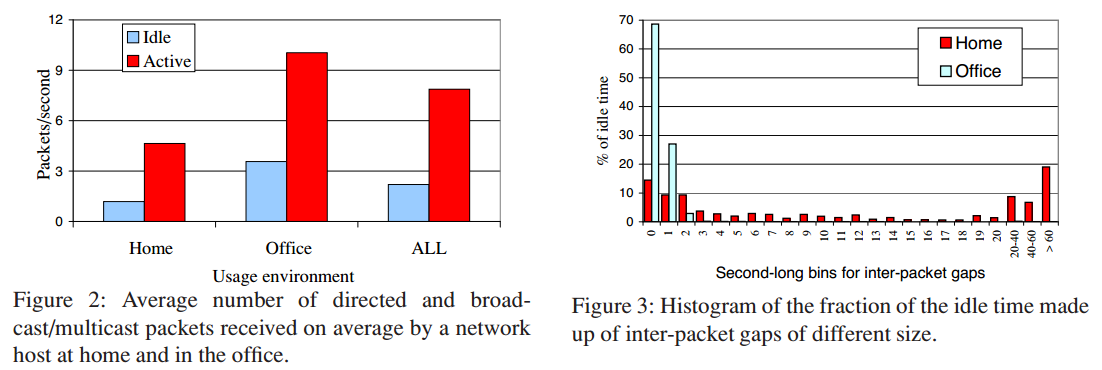 12
9
6
3
0
Packets/second
Idle
Active
Home Office ALL
Usage environment
Figure 2: Average number of directed and broad-
cast/multicast packets received on average by a network
host at home and in the office.
70
60
50
40
30
20
10
0
% of idle time
Home
Office
0 1 2 3 4 5 6 7 8 9 10 11 12 13 14 15 16 17 18 19 20 20-40 40-60 > 60
Second-long bins for inter-packet gaps
Figure 3: Histogram of the fraction of the idle time made
up of inter-packet gaps of different size.